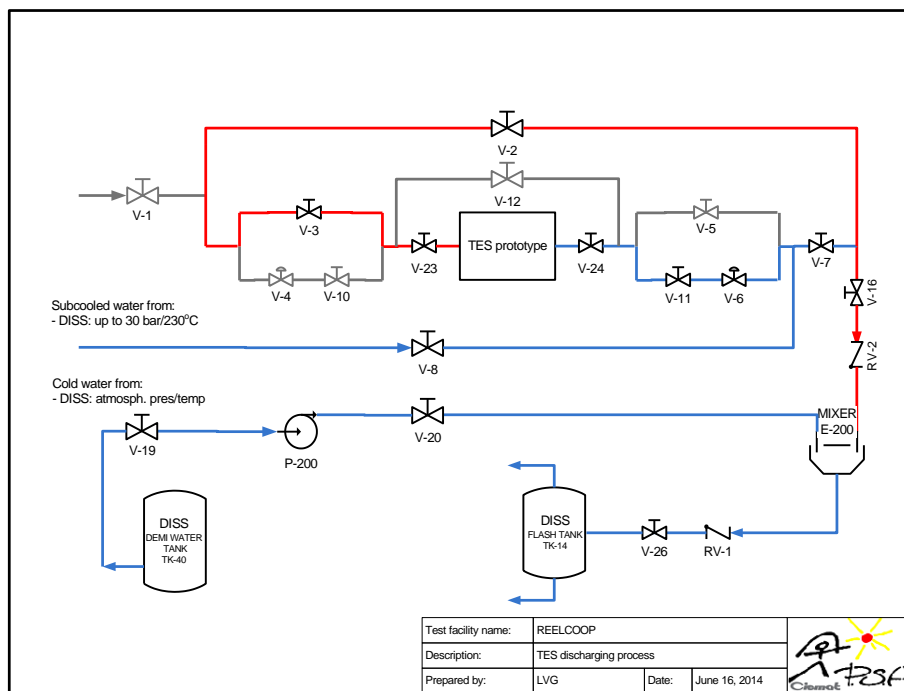 V-2
V-1
V-12
V-3
V-5
TES prototype
V-23
V-24
V-7
V-4
V-10
V-11
V-6
V-16
Subcooled water from:
- DISS: up to 30 bar/230°C
V-8
RV-2
Cold water from:
- DISS: atmosph. pres/temp
MIXER
E-200
V-19
P-200
V-20
DISS
DEMI WATER
TANK
TK-40
DISS
FLASH TANK
TK-14
V-26
RV-1
Test facility name: REELCOOP
Description: TES discharging process
Prepared by: LVG Date: June 16, 2014
Ciemat P.S.A